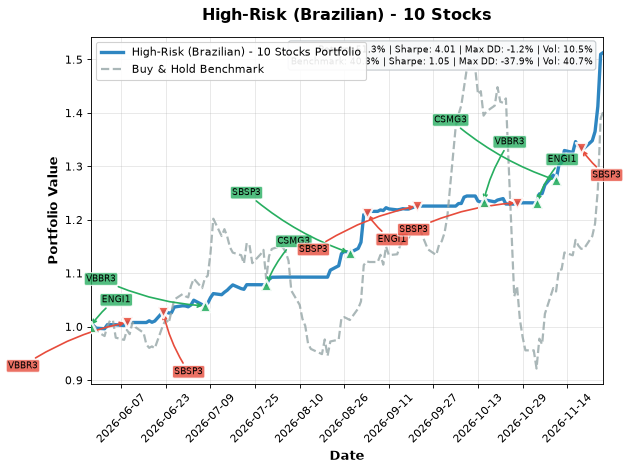 High-Risk (Brazilian) - 10 Stocks
High-Risk (Brazilian) - 10 Stocks Portfolio
Buy & Hold Benchmark
.3% | Sharpe: 4.01 | Max DD: -1.2% | Vol: 10.5%
| Sharpe: 1.05 | Max DD: -37.9% | Vol: 40.7%
Portfolio Value
1.5
1.4
1.3
1.2
1.1
1.0
0.9
CSMG3
VBBR3
ENGI1
SBSP3
SBSP3
SBSP3
ENGI1
SBSP3
CSMG3
VBBR3
ENGI1
VBBR3
SBSP3
2026-06-07
2026-06-23
2026-07-09
2026-07-25
2026-08-10
2026-08-26
2026-09-11
2026-09-27
2026-10-13
2026-10-29
2026-11-14
Date